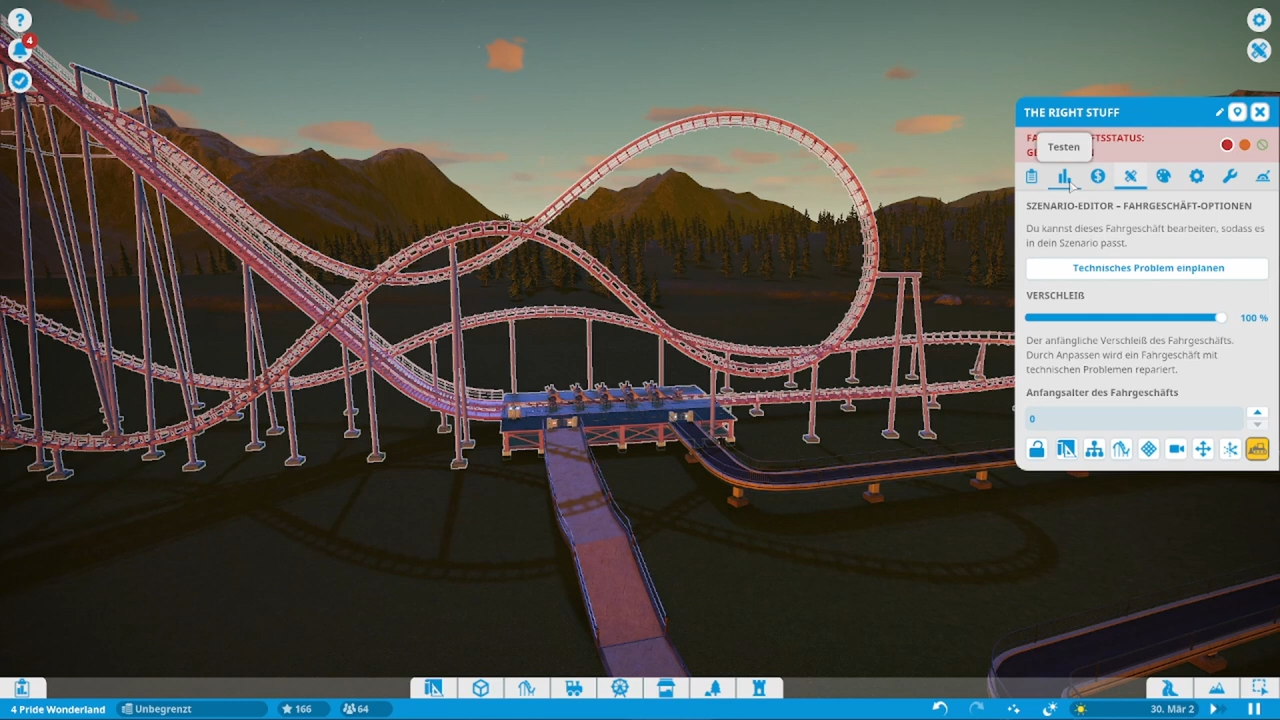 ?
4
THE RIGHT STUFF
Testen
SZENARIO-EDITOR – FAHRGESCHÄFT-OPTIONEN
Du kannst dieses Fahrgeschäft bearbeiten, sodass es
in dein Szenario passt.
Technisches Problem einplanen
VERSCHLEIß
100 %
Der anfängliche Verschleiß des Fahrgeschäfts.
Durch Anpassen wird ein Fahrgeschäft mit
technischen Problemen repariert.
Anfangsalter des Fahrgeschäfts
0
4 Pride Wonderland
Unbegrenzt
166
64
30. Mär 2